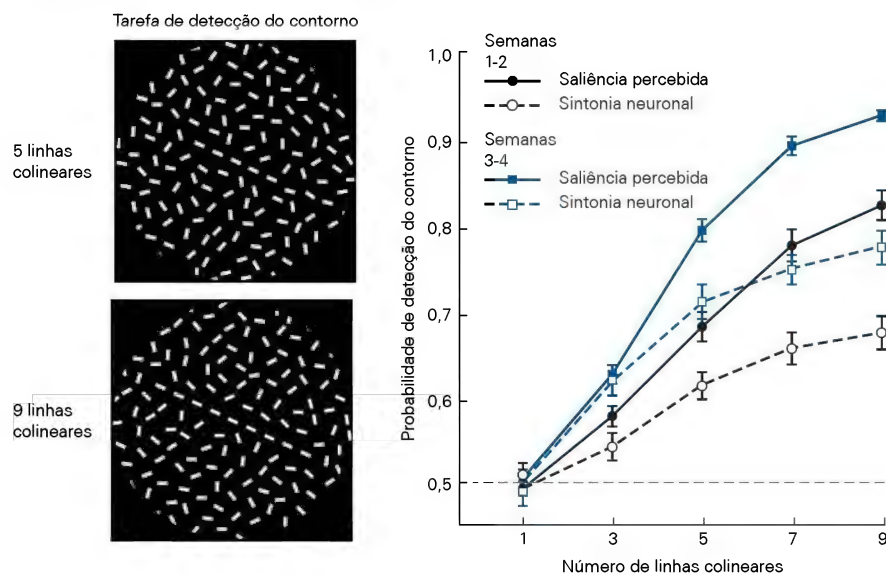 Tarefa de detecção do contorno
5 linhas
colineares
9 linhas
colineares
Probabilidade de detecção do contorno
1,0
0,9
0,8
0,7
0,6
0,5
Semanas
1-2
Saliência percebida
Sintonia neuronal
Semanas
3-4
Saliência percebida
Sintonia neuronal
1 3 5 7 9
Número de linhas colineares